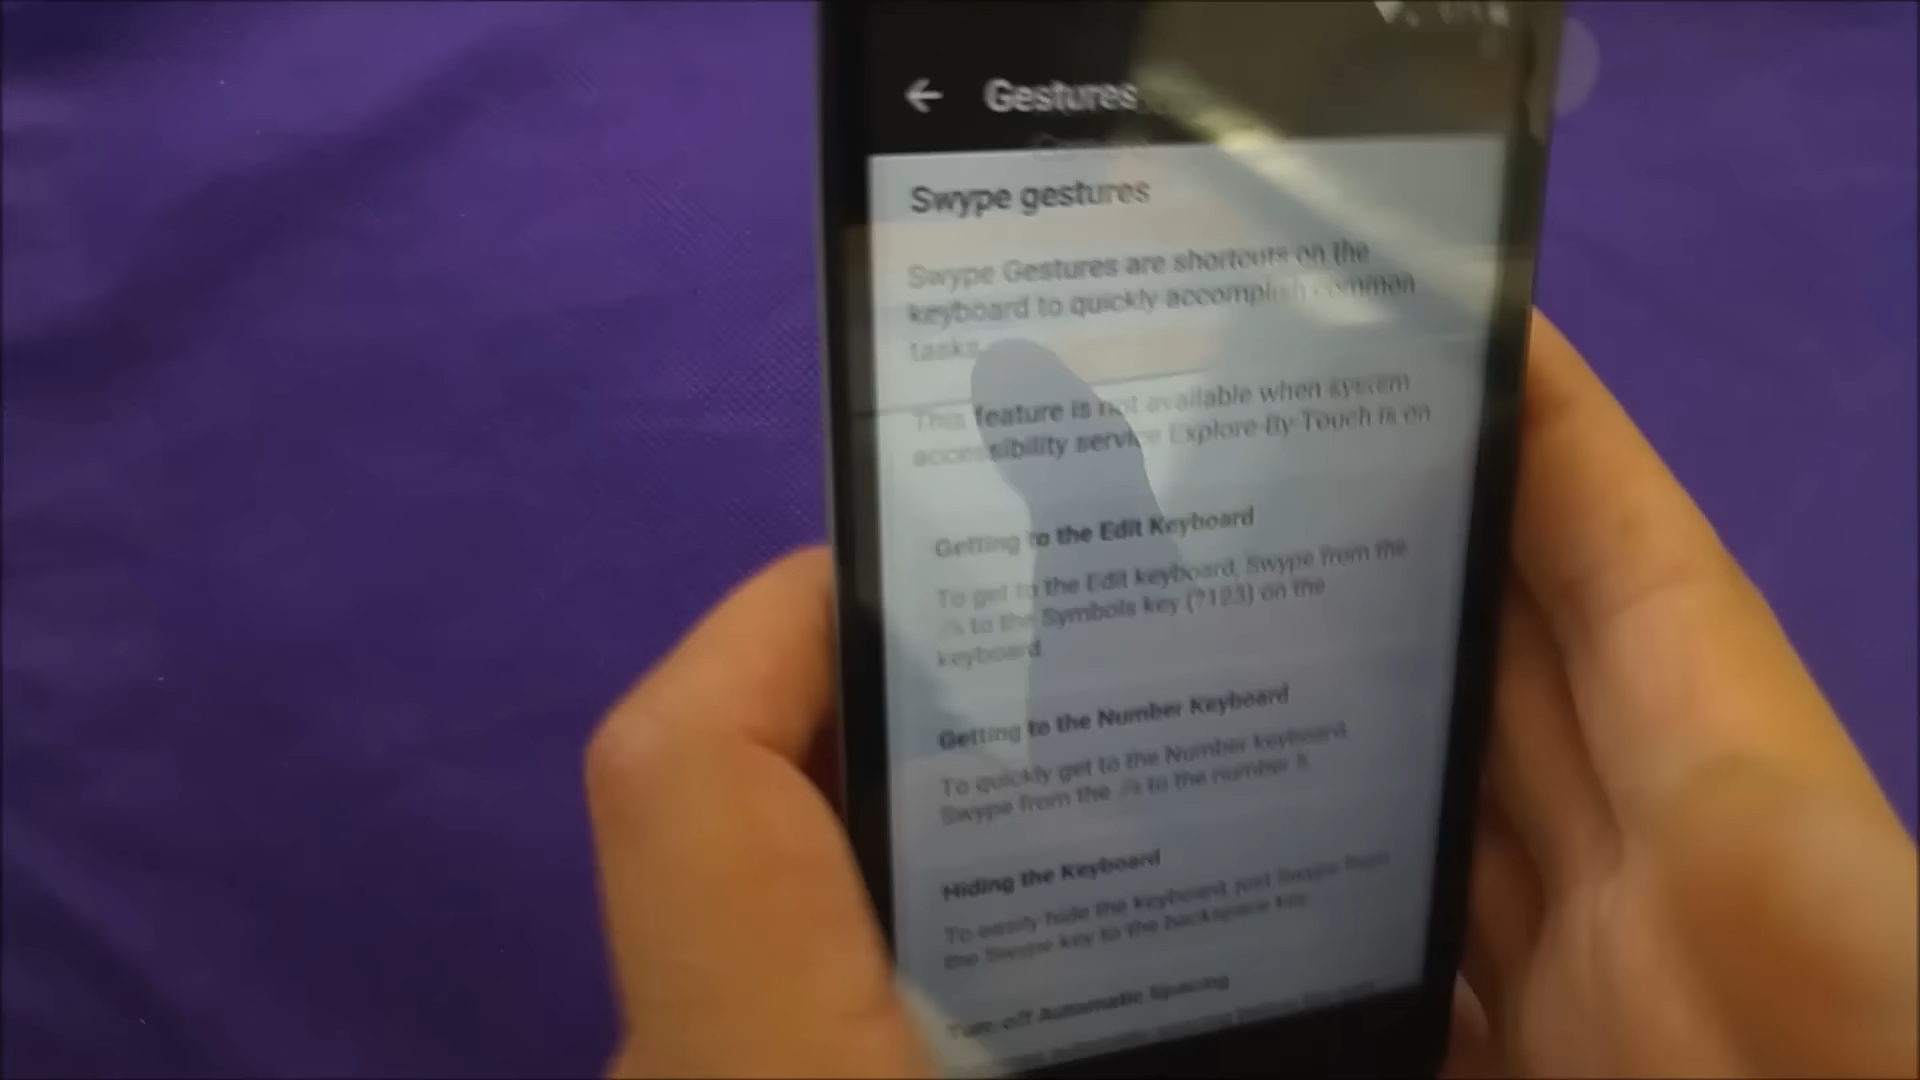 Gestures
Swype gestures
Swype Gestures are shortcuts on the
keyboard to quickly accomplish common
tasks
This feature is not available when system
accessibility service Explore-By-Touch is on
Getting to the Edit Keyboard
To get to the Edit keyboard, Swype from the
to the Symbols key (?123) on the
keyboard.
Getting to the Number Keyboard
To quickly get to the Number keyboard
Swype from the to the number 5
Hiding the Keyboard
To easily hide the keyboard, just Swype from
the Swype key to the backspace key
Turn off Automatic Spacing